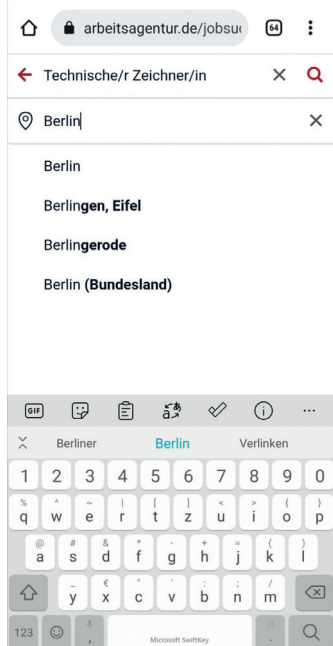 arbeitsagentur.de/jobsu
64
Technische/r Zeichner/in
Berlin
Berlin
Berlingen, Eifel
Berlingerode
Berlin (Bundesland)
GIF
Berliner Berlin Verlinken
1 2 3 4 5 6 7 8 9 0
% ^ ~ | [ ] < > { }
q w e r t z u i o p
@ # & * - + = ( )
a s d f g h j k l
_ € " ' : ; /
y x c v b n m
123 , Microsoft SwiftKey .